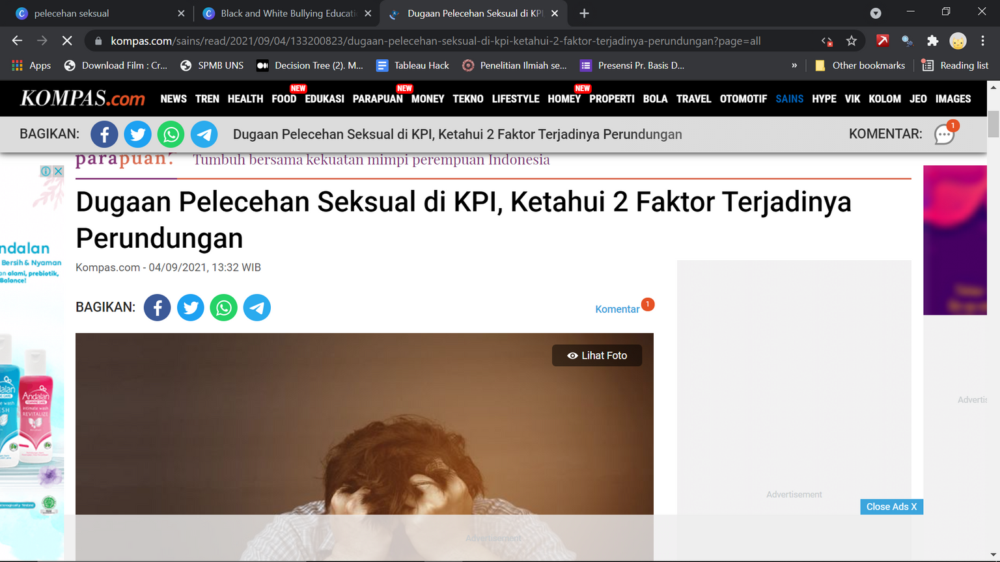 pelecehan seksual
Black and White Bullying Educati
Dugaan Pelecehan Seksual di KPI
kompas.com/sains/read/2021/09/04/133200823/dugaan-pelecehan-seksual-di-kpi-ketahui-2-faktor-terjadinya-perundungan?page=all
Apps Download Film : Cr... SPMB UNS Decision Tree (2). M... Tableau Hack Penelitian Ilmiah se... Presensi Pr. Basis D... » Other bookmarks Reading list
NEW NEW NEW
KOMPAS.com NEWS TREN HEALTH FOOD EDUKASI PARAPUAN MONEY TEKNO LIFESTYLE HOMEY PROPERTI BOLA TRAVEL OTOMOTIF SAINS HYPE VIK KOLOM JEO IMAGES
BAGIKAN: Dugaan Pelecehan Seksual di KPI, Ketahui 2 Faktor Terjadinya Perundungan KOMENTAR: 1
parapuan. Tumbuh bersama kekuatan mimpi perempuan Indonesia
Dugaan Pelecehan Seksual di KPI, Ketahui 2 Faktor Terjadinya
Perundungan
Kompas.com - 04/09/2021, 13:32 WIB
BAGIKAN: Komentar 1
Lihat Foto
ndalan
Bersih & Nyaman
alami, prebiotik,
Balance!
Andalan
REVITALIZE
Advertis
Advertisement
Close Ads X
Advertisement